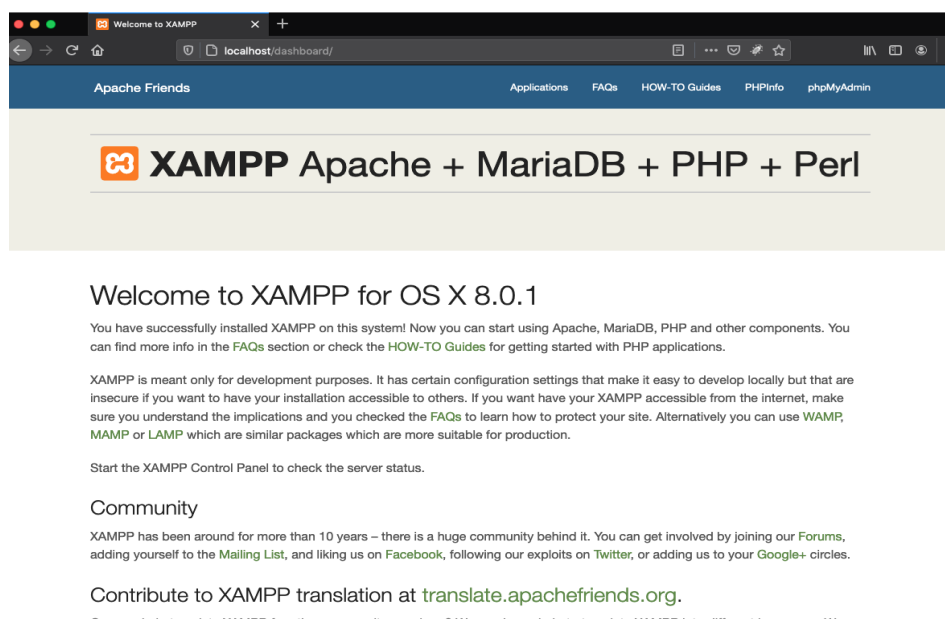 Welcome to XAMPP
localhost/dashboard/
Apache Friends
Applications FAQs HOW-TO Guides PHPInfo phpMyAdmin
XAMPP Apache + MariaDB + PHP + Perl
Welcome to XAMPP for OS X 8.0.1
You have successfully installed XAMPP on this system! Now you can start using Apache, MariaDB, PHP and other components. You
can find more info in the FAQs section or check the HOW-TO Guides for getting started with PHP applications.
XAMPP is meant only for development purposes. It has certain configuration settings that make it easy to develop locally but that are
insecure if you want to have your installation accessible to others. If you want have your XAMPP accessible from the internet, make
sure you understand the implications and you checked the FAQs to learn how to protect your site. Alternatively you can use WAMP,
MAMP or LAMP which are similar packages which are more suitable for production.
Start the XAMPP Control Panel to check the server status.
Community
XAMPP has been around for more than 10 years – there is a huge community behind it. You can get involved by joining our Forums,
adding yourself to the Mailing List, and liking us on Facebook, following our exploits on Twitter, or adding us to your Google+ circles.
Contribute to XAMPP translation at translate.apachefriends.org.